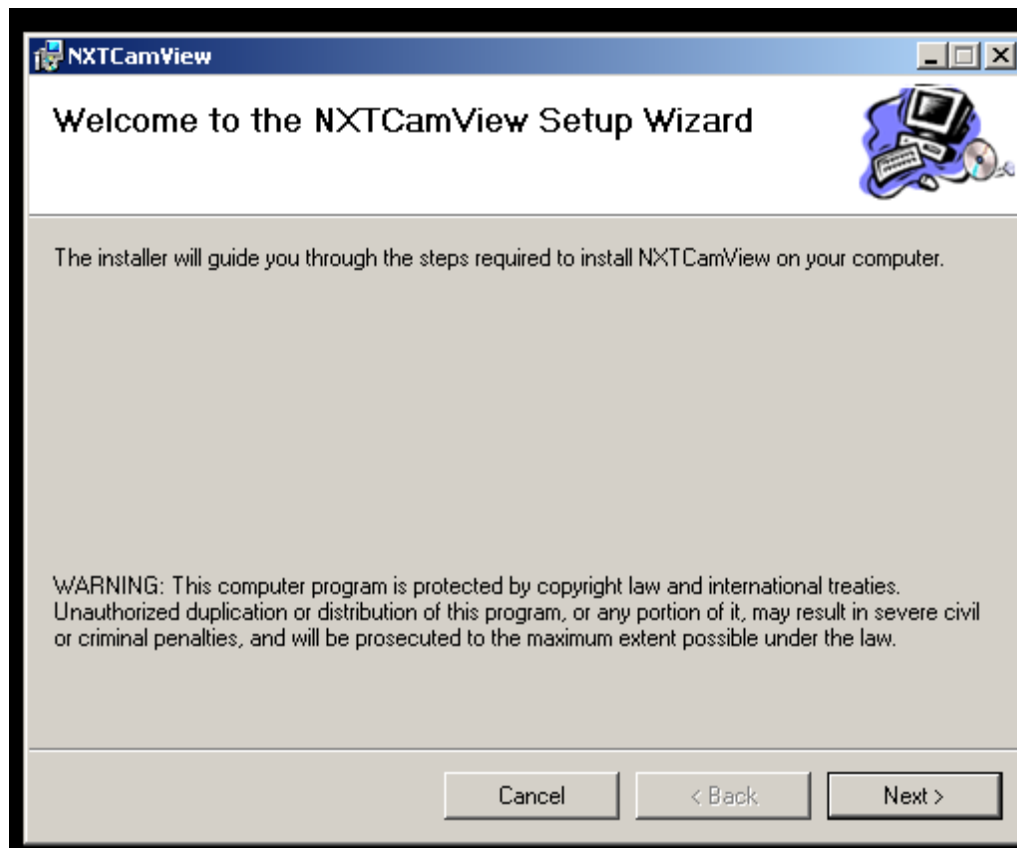 NXTCamView
Welcome to the NXTCamView Setup Wizard
The installer will guide you through the steps required to install NXTCamView on your computer.
WARNING: This computer program is protected by copyright law and international treaties.
Unauthorized duplication or distribution of this program, or any portion of it, may result in severe civil
or criminal penalties, and will be prosecuted to the maximum extent possible under the law.
Cancel < Back Next >